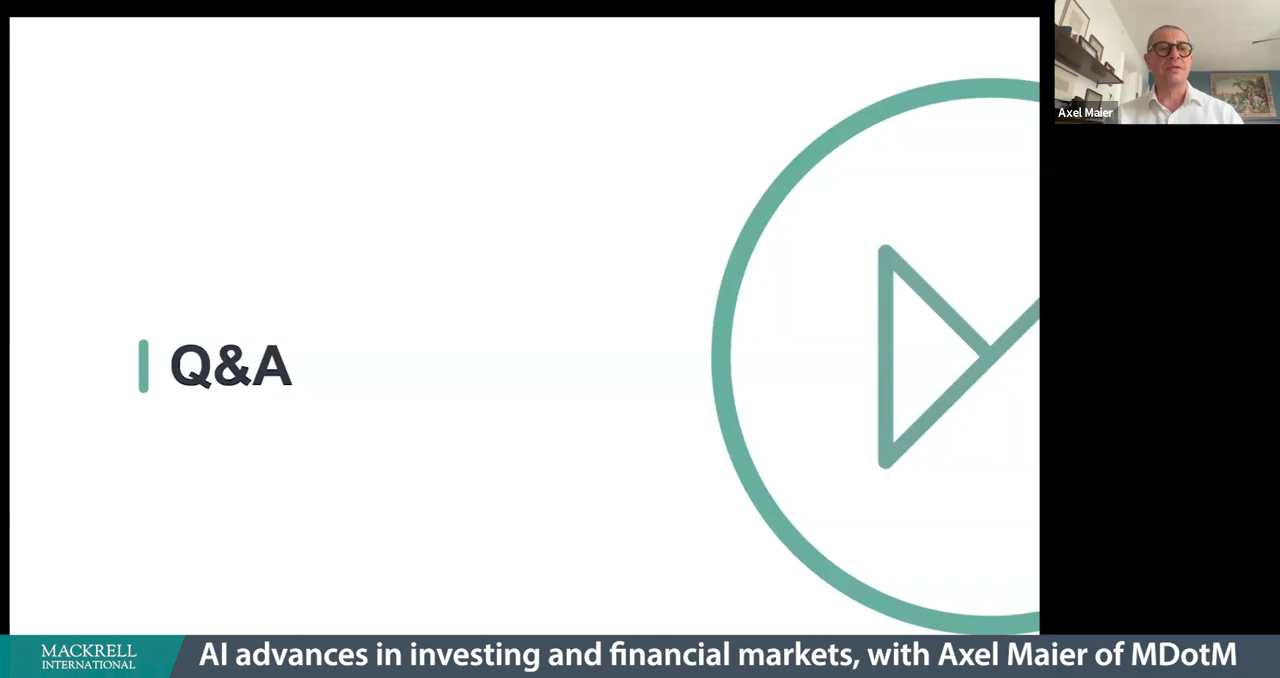 Axel Maier
Q&A
MACKRELL
INTERNATIONAL
AI advances in investing and financial markets, with Axel Maier of MDotM